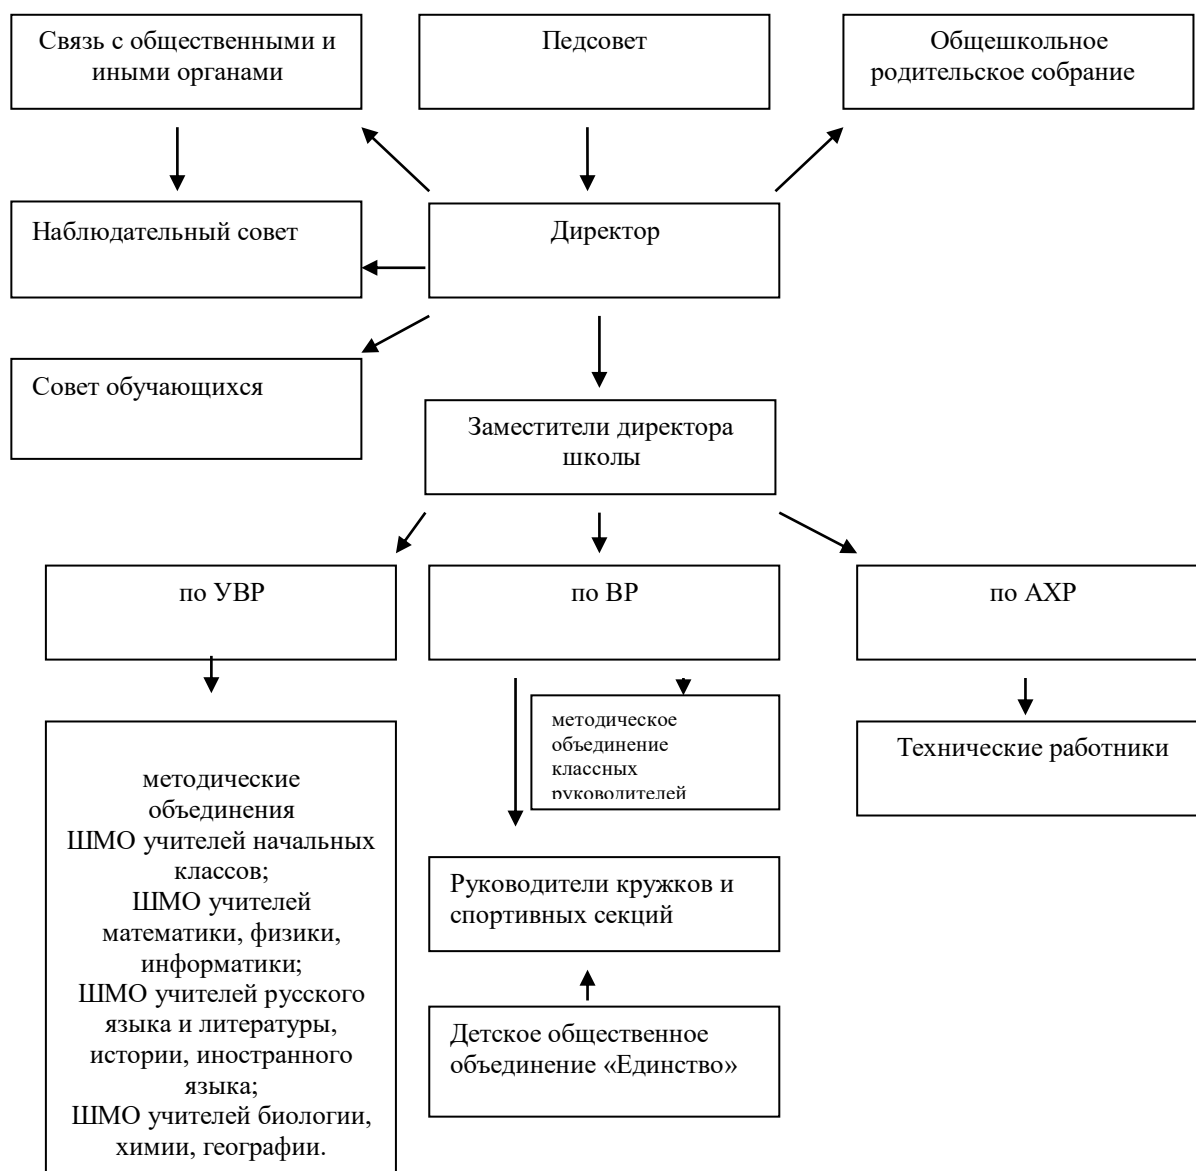 Связь с общественными и
иными органами
Педсовет
Общешкольное
родительское собрание
Наблюдательный совет
Директор
Совет обучающихся
Заместители директора
школы
по УВР
по ВР
по АХР
методическое
объединение
классных
руководителей
Технические работники
методические
объединения
ШМО учителей начальных
классов;
ШМО учителей
математики, физики,
информатики;
ШМО учителей русского
языка и литературы,
истории, иностранного
языка;
ШМО учителей биологии,
химии, географии.
Руководители кружков и
спортивных секций
Детское общественное
объединение «Единство»